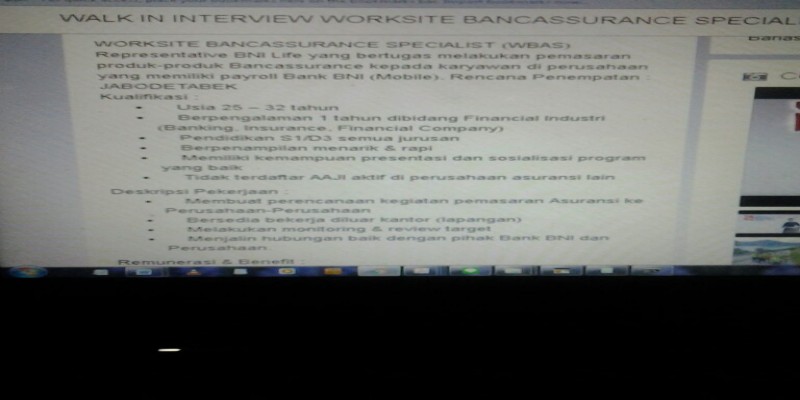 WALK IN INTERVIEW WORKSITE BANCASSURANCE SPECIAL
WORKSITE BANCASSURANCE SPECIALIST (WBAS)
Representative BNI Life yang bertugas melakukan pemasaran
produk-produk Bancassurance kepada karyawan di perusahaan
yang memiliki payroll Bank BNI (Mobile). Rencana Penempatan :
JABODETABEK
Kualifikasi :
• Usia 25 – 32 tahun
• Berpengalaman 1 tahun dibidang Financial Industri
(Banking, Insurance, Financial Company)
• Pendidikan S1/D3 semua jurusan
• Berpenampilan menarik & rapi
• Memiliki kemampuan presentasi dan sosialisasi program
yang baik
• Tidak terdaftar AAJI aktif di perusahaan asuransi lain
Deskripsi Pekerjaan :
• Membuat perencanaan kegiatan pemasaran Asuransi ke
Perusahaan-Perusahaan
• Bersedia bekerja diluar kantor (lapangan)
• Melakukan monitoring & review target
• Menjalin hubungan baik dengan pihak Bank BNI dan
Perusahaan
Remunerasi & Benefit :